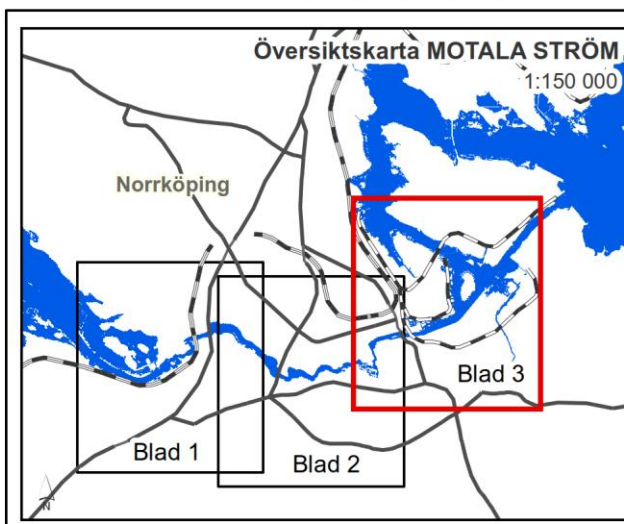 Översiktskarta MOTALA STRÖM
1:150 000
Norrköping
Blad 3
Blad 1
Blad 2
N